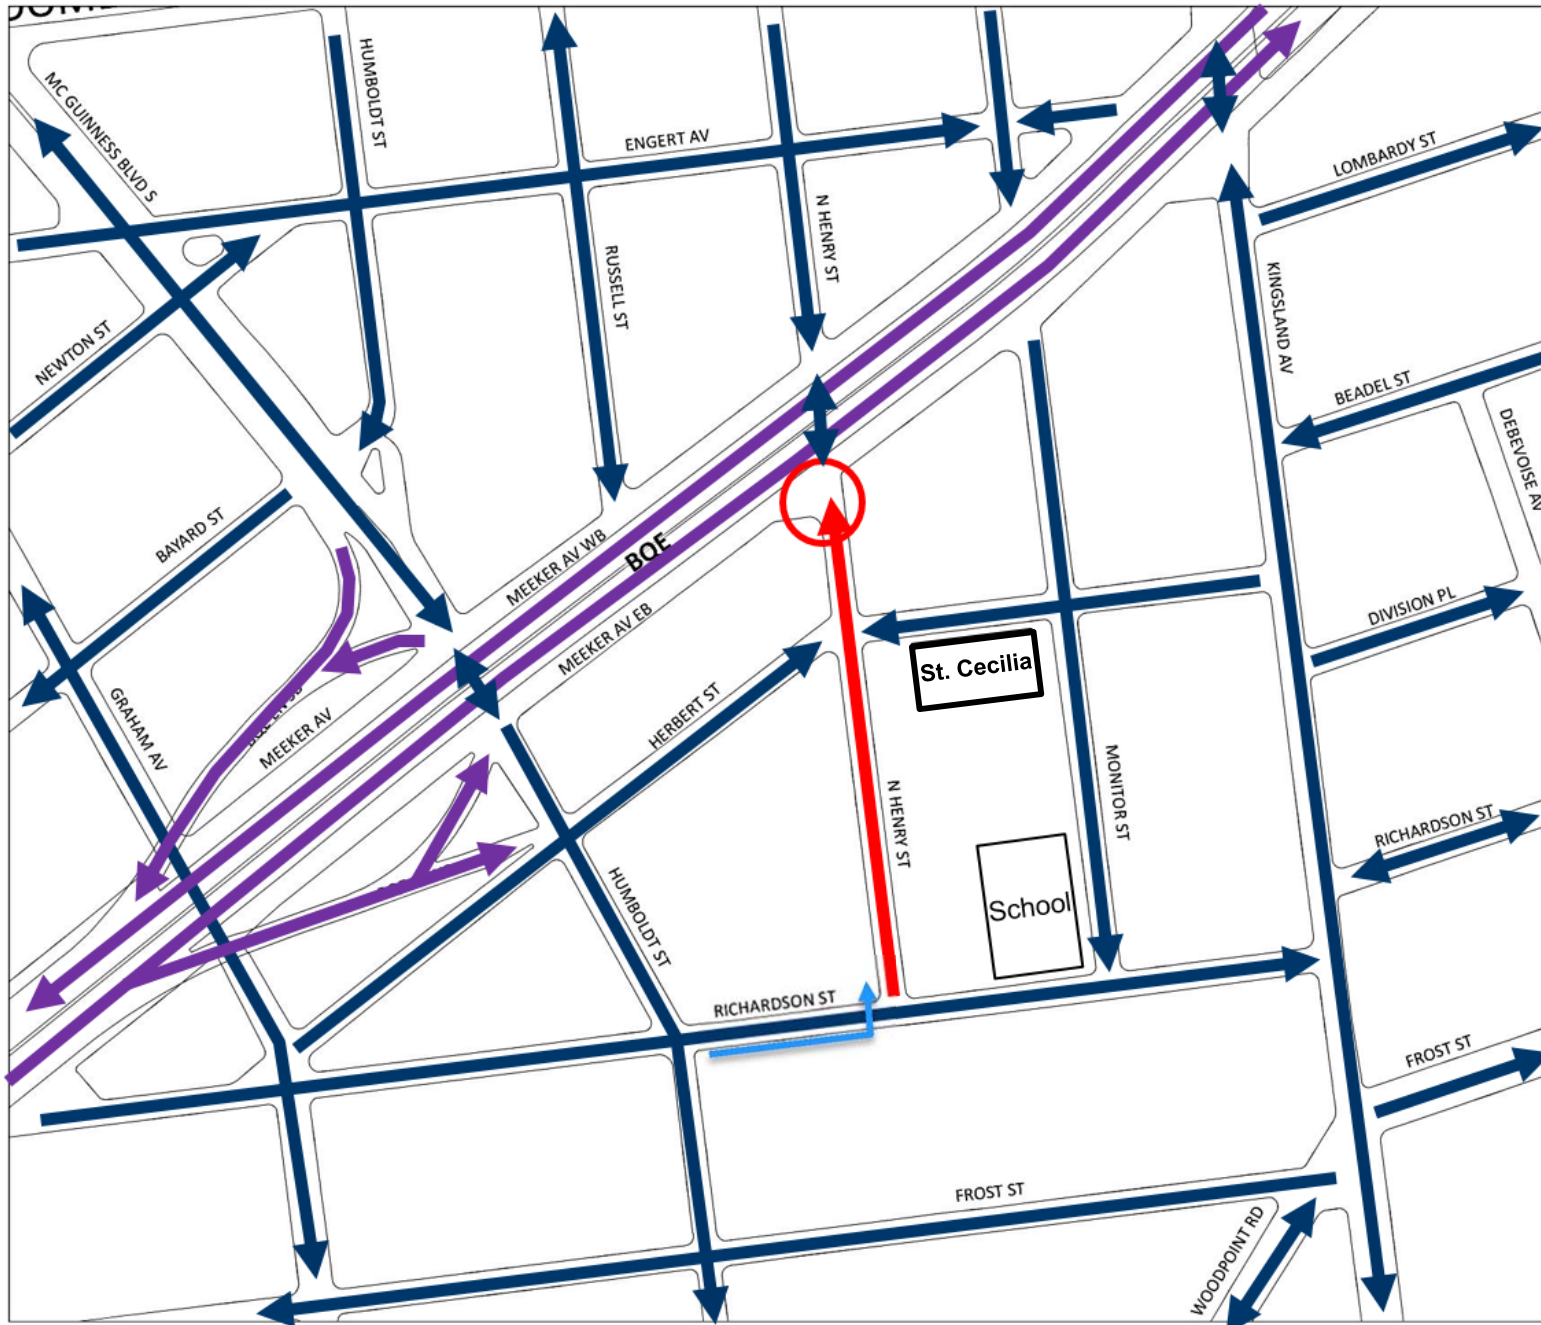 MC GUINNESS BLVD S
HUMBOLDT ST
ENGERT AV
N HENRY ST
RUSSELL ST
LOMBARDY ST
KINGSLAND AV
NEWTON ST
BEADEL ST
DEBEVOISE AV
BAYARD ST
MEEKER AV WB
BQE
MEEKER AV EB
DIVISION PL
St. Cecilia
GRAHAM AV
MEEKER AV
HERBERT ST
N HENRY ST
MONITOR ST
RICHARDSON ST
School
HUMBOLDT ST
RICHARDSON ST
FROST ST
FROST ST
WOODPOINT RD